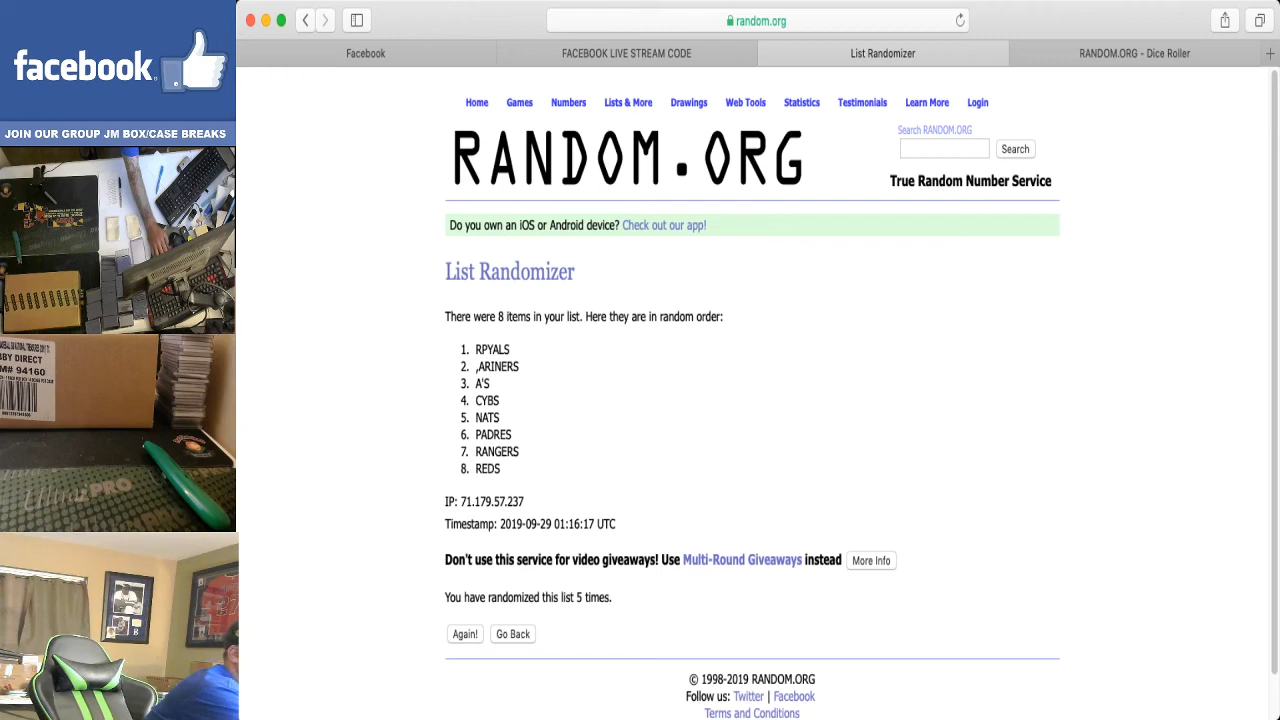 random.org
Facebook
FACEBOOK LIVE STREAM CODE
List Randomizer
RANDOM.ORG - Dice Roller
facebook
JOIN OUR GROUP BREAKS
THUMB BOX/BOBBLEHEADS
Home Games Numbers Lists & More Drawings Web Tools Statistics Testimonials Learn More Login
Search RANDOM.ORG
RANDOM.ORG
Search
True Random Number Service
Do you own an iOS or Android device? Check out our app!
List Randomizer
There were 8 items in your list. Here they are in random order:
1. RPYALS
2. ,ARINERS
3. A'S
4. CYBS
5. NATS
6. PADRES
7. RANGERS
8. REDS
IP: 71.179.57.237
Timestamp: 2019-09-29 01:16:17 UTC
Don't use this service for video giveaways! Use Multi-Round Giveaways instead More Info
You have randomized this list 5 times.
Again! Go Back
© 1998-2019 RANDOM.ORG
Follow us: Twitter | Facebook
Terms and Conditions
BBY DIRECT
M# 94160
PRO